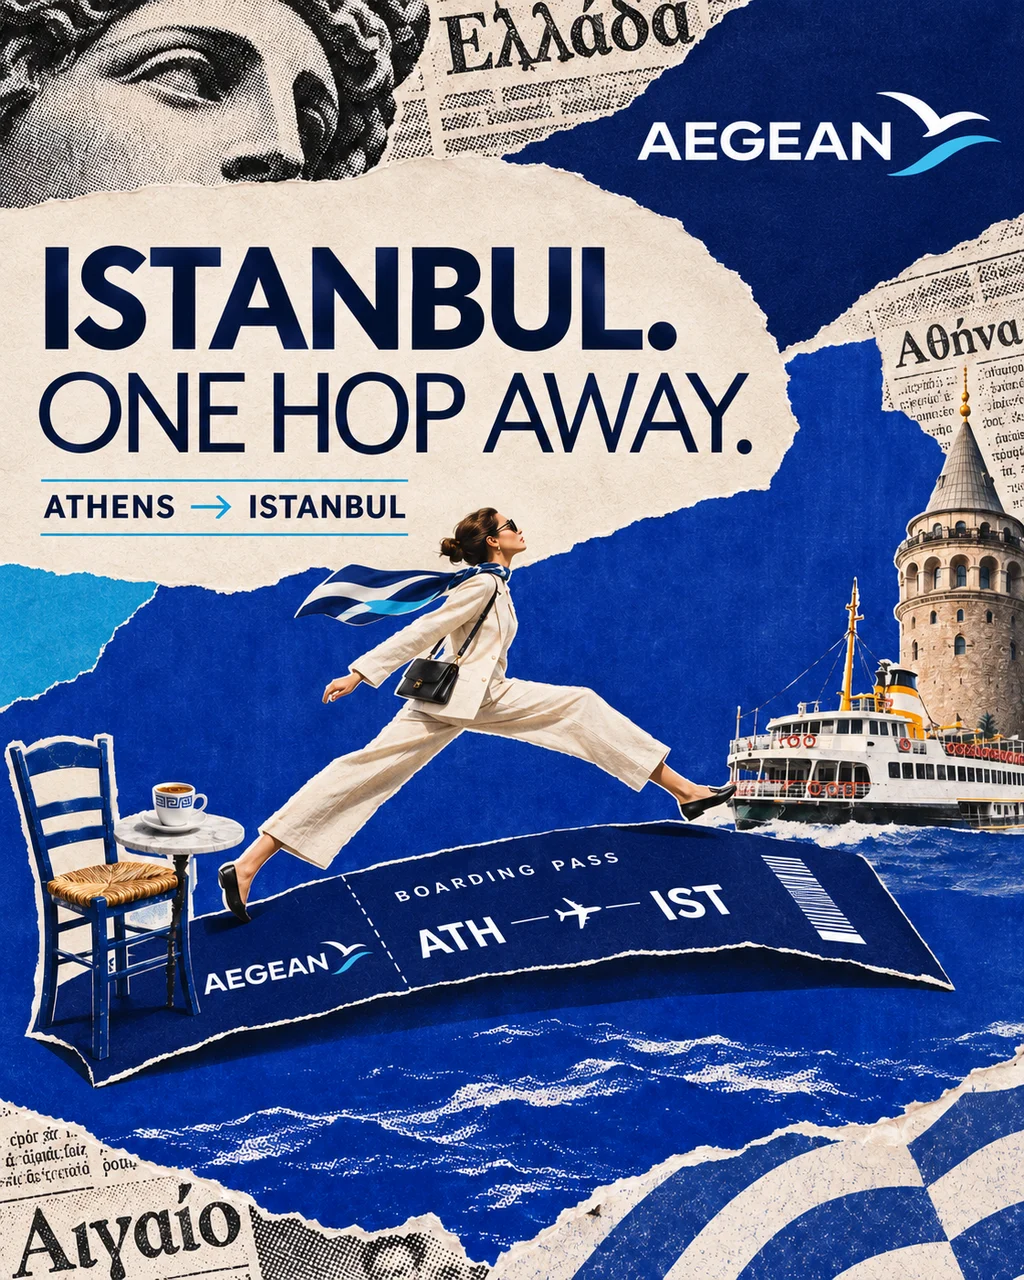 Ελλάδα
AEGEAN
ISTANBUL.
ONE HOP AWAY.
ATHENS → ISTANBUL
Αθήνα
BOARDING PASS
ATH IST
AEGEAN
Αιγαίο